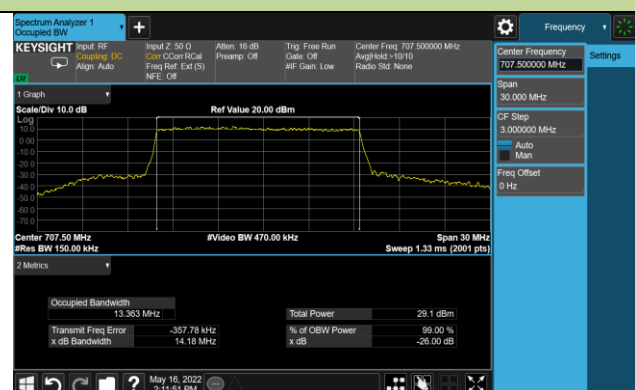 Spectrum Analyzer 1
Occupied BW
Frequency
KEYSIGHT Input: RF Input Z: 50 Ω Atten: 16 dB Trig: Free Run Center Freq: 707.500000 MHz
Coupling: DC Corr CCorr RCal Preamp: Off Gate: Off Avg|Hold:>10/10
Align: Auto Freq Ref: Ext (S) #IF Gain: Low Radio Std: None
NFE: Off
LXI
Center Frequency
707.500000 MHz
Settings
Span
30.000 MHz
CF Step
3.000000 MHz
Auto
Man
Freq Offset
0 Hz
1 Graph
Scale/Div 10.0 dB Ref Value 20.00 dBm
Log
10.0
0.00
-10.0
-20.0
-30.0
-40.0
-50.0
-60.0
-70.0
Center 707.50 MHz #Video BW 470.00 kHz Span 30 MHz
#Res BW 150.00 kHz Sweep 1.33 ms (2001 pts)
2 Metrics
Occupied Bandwidth
13.363 MHz Total Power 29.1 dBm
Transmit Freq Error -357.78 kHz % of OBW Power 99.00 %
x dB Bandwidth 14.18 MHz x dB -26.00 dB
? May 16, 2022
2:11:51 PM